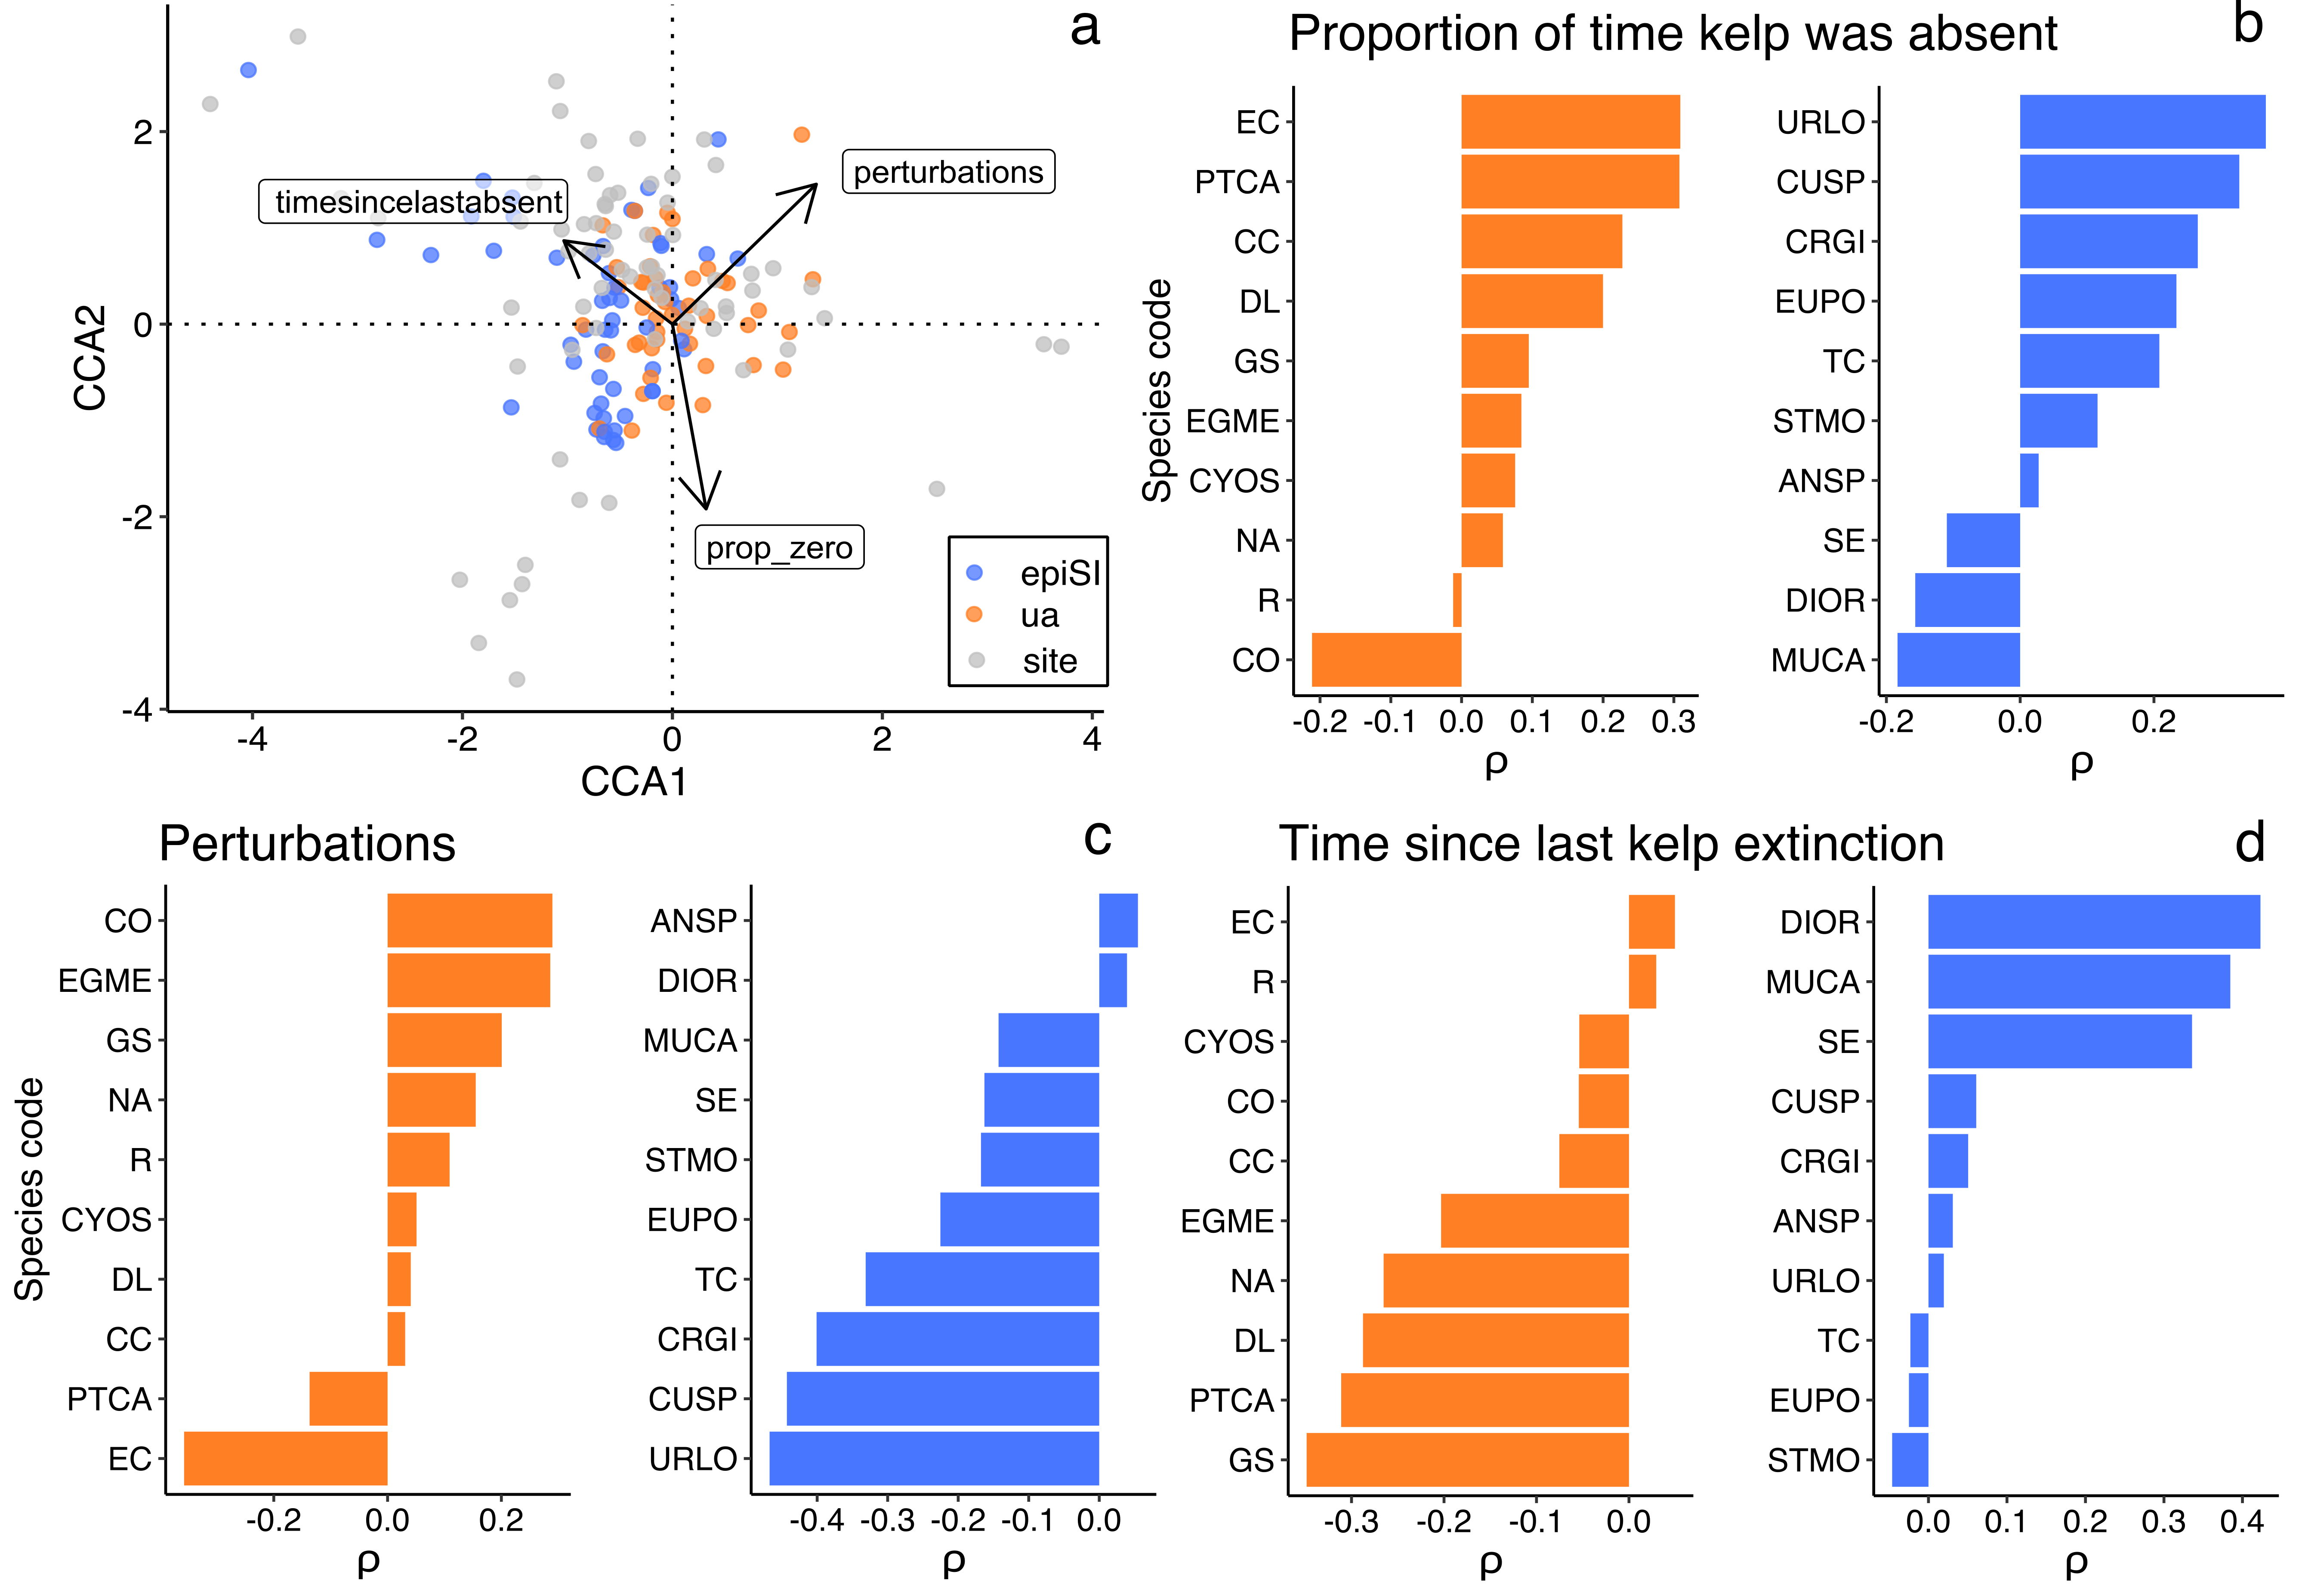 a
2
0
-2
-4
CCA2
timesincelastabsent
perturbations
prop_zero
epiSI
ua
site
-4
-2
0
2
4
CCA1
Proportion of time kelp was absent
b
Species code
EC
PTCA
CC
DL
GS
EGME
CYOS
NA
R
CO
-0.2 -0.1 0.0 0.1 0.2 0.3
ρ
URLO
CUSP
CRGI
EUPO
TC
STMO
ANSP
SE
DIOR
MUCA
-0.2 0.0 0.2
ρ
Perturbations
c
Species code
CO
EGME
GS
NA
R
CYOS
DL
CC
PTCA
EC
-0.2 0.0 0.2
ρ
ANSP
DIOR
MUCA
SE
STMO
EUPO
TC
CRGI
CUSP
URLO
-0.4 -0.3 -0.2 -0.1 0.0
ρ
Time since last kelp extinction
d
EC
R
CYOS
CO
CC
EGME
NA
DL
PTCA
GS
-0.3 -0.2 -0.1 0.0
ρ
DIOR
MUCA
SE
CUSP
CRGI
ANSP
URLO
TC
EUPO
STMO
0.0 0.1 0.2 0.3 0.4
ρ